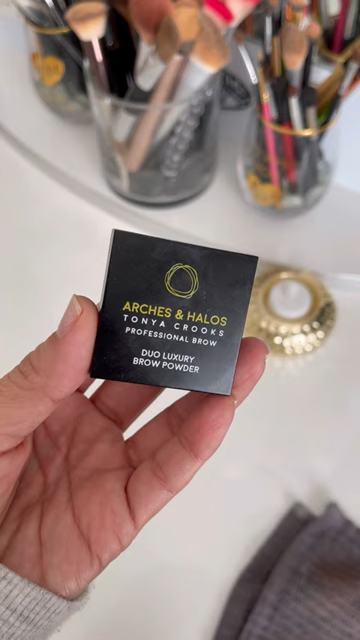 ARCHES & HALOS
TONYA CROOKS
PROFESSIONAL BROW
DUO LUXURY
BROW POWDER